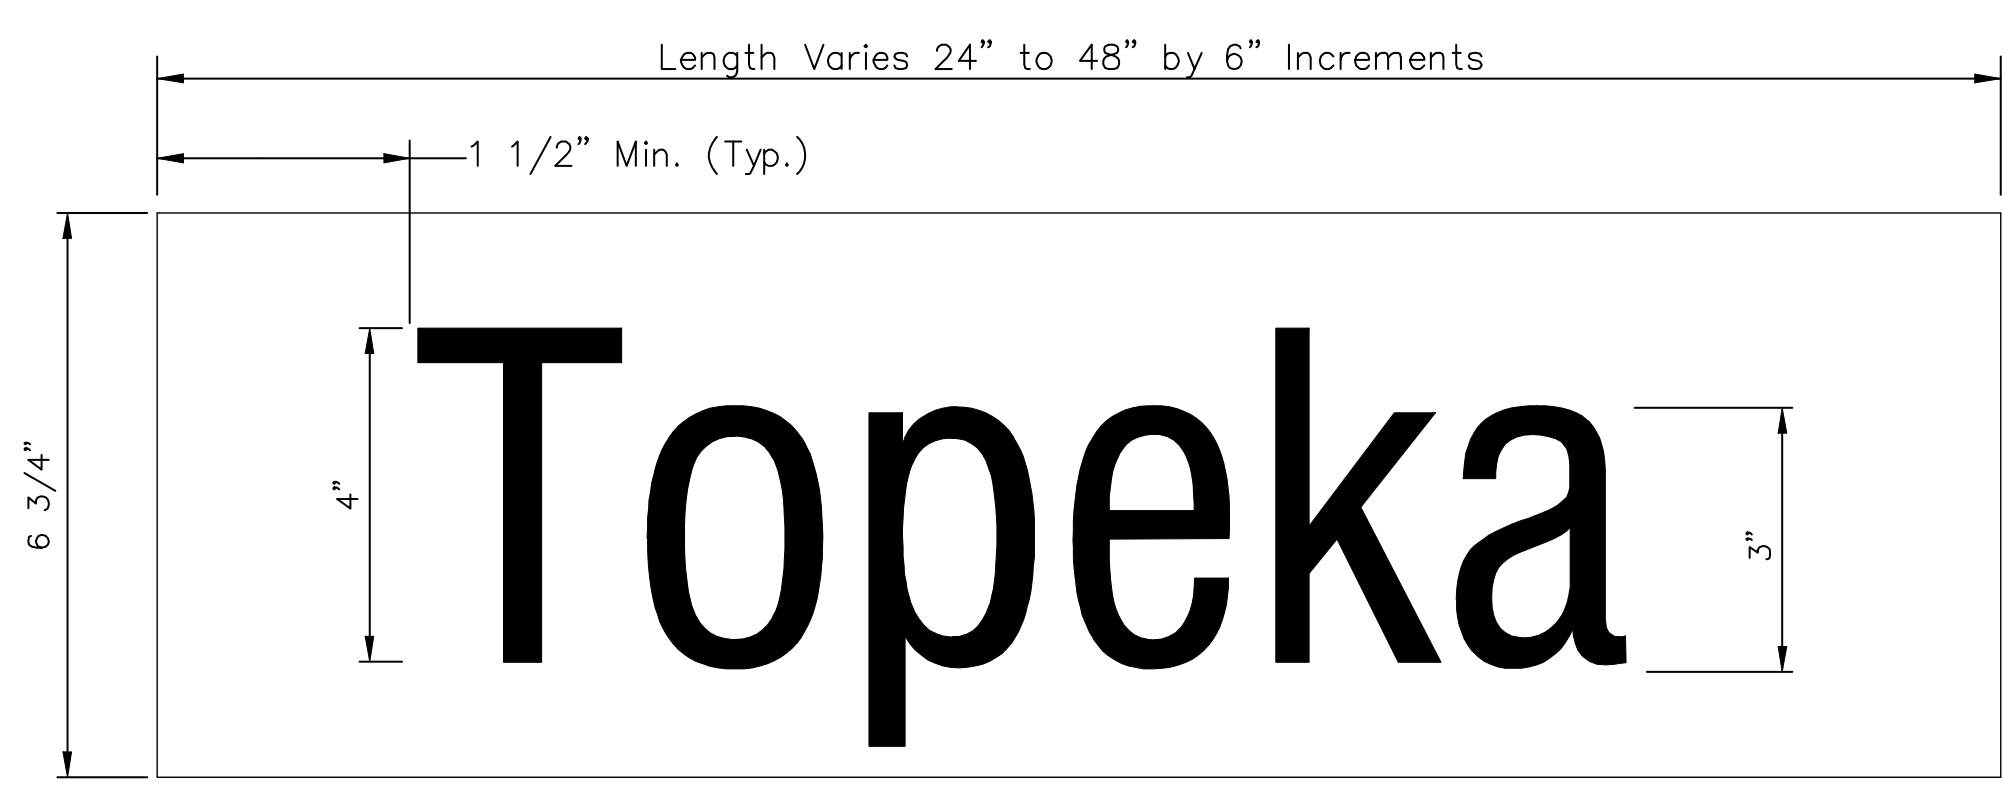 Length Varies 24” to 48” by 6” Increments
1 1/2” Min. (Typ.)
6 3/4”
4”
Topeka
3”